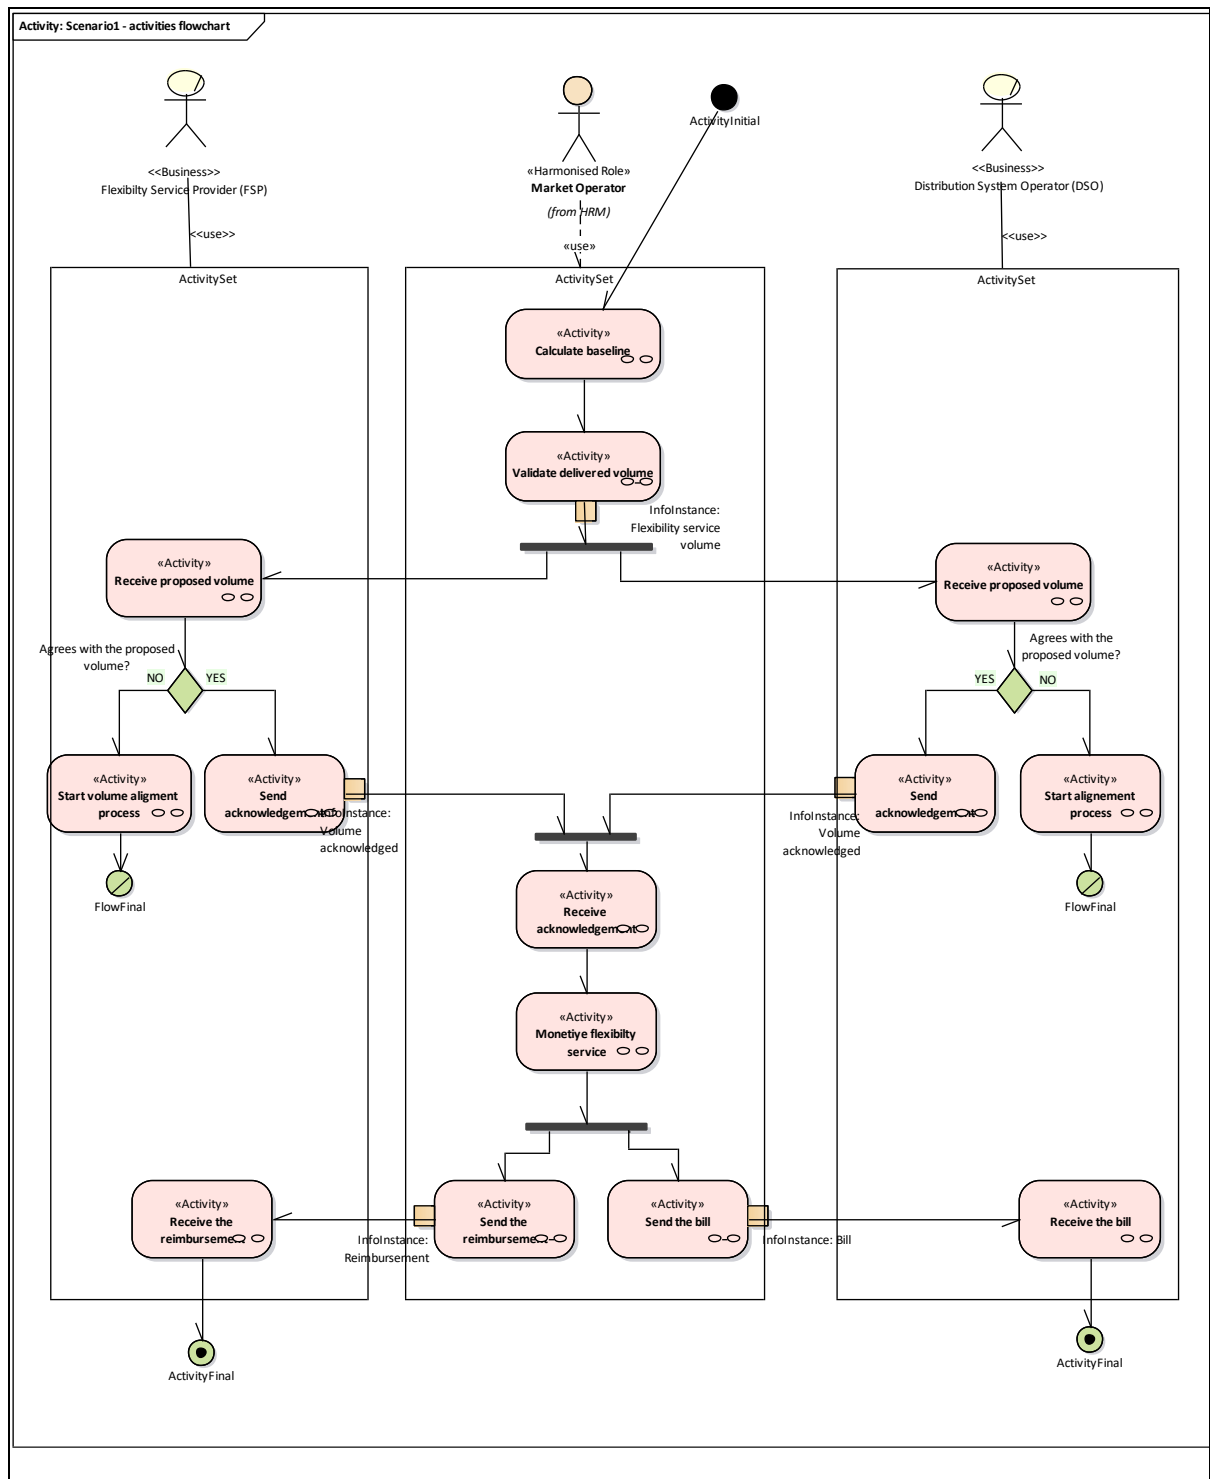 Activity: Scenario1 - activities flowchart
ActivityInitial
<<Business>>
Flexibilty Service Provider (FSP)
«Harmonised Role»
Market Operator
(from HRM)
<<Business>>
Distribution System Operator (DSO)
<<use>>
«use»
<<use>>
ActivitySet
ActivitySet
ActivitySet
«Activity»
Calculate baseline
«Activity»
Validate delivered volume
InfoInstance:
Flexibility service
volume
«Activity»
Receive proposed volume
«Activity»
Receive proposed volume
Agrees with the proposed
volume?
NO
YES
Agrees with the
proposed volume?
YES
NO
«Activity»
Start volume aligment
process
«Activity»
Send
acknowledgement
InfoInstance:
Volume
acknowledged
«Activity»
Send
acknowledgement
InfoInstance:
Volume
acknowledged
«Activity»
Start alignement
process
FlowFinal
FlowFinal
«Activity»
Receive
acknowledgement
«Activity»
Monetiye flexibilty
service
«Activity»
Receive the
reimbursement
«Activity»
Send the
reimbursement
InfoInstance:
Reimbursement
«Activity»
Send the bill
InfoInstance: Bill
«Activity»
Receive the bill
ActivityFinal
ActivityFinal